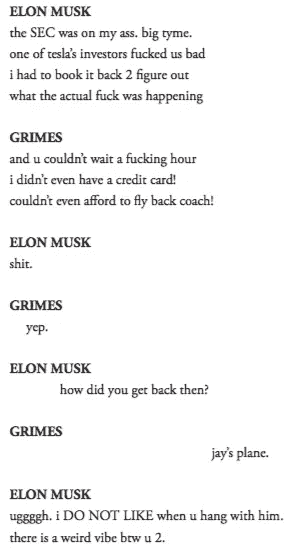 ELON MUSK
the SEC was on my ass. big tyme.
one of tesla's investors fucked us bad
i had to book it back 2 figure out
what the actual fuck was happening
GRIMES
and u couldn't wait a fucking hour
i didn't even have a credit card!
couldn't even afford to fly back coach!
ELON MUSK
shit.
GRIMES
yep.
ELON MUSK
how did you get back then?
GRIMES
jay's plane.
ELON MUSK
uggggh. i DO NOT LIKE when u hang with him.
there is a weird vibe btw u 2.